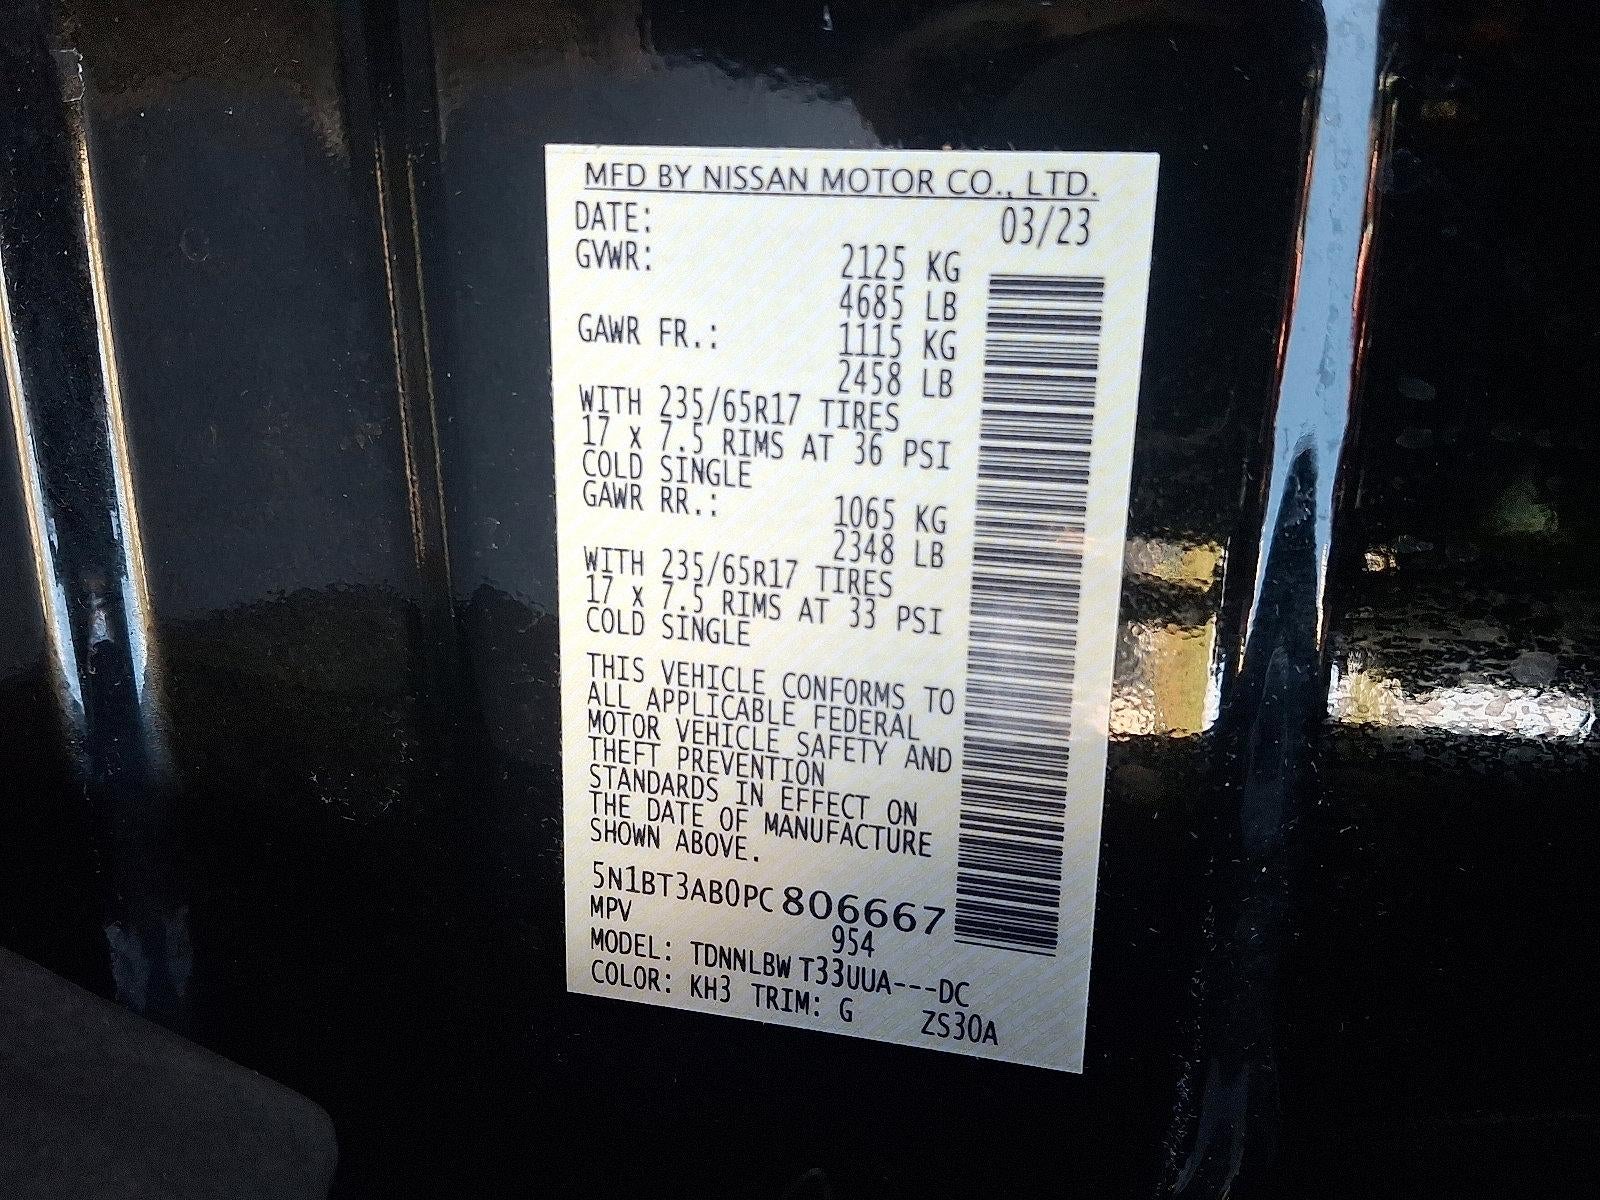 MFD BY NISSAN MOTOR CO., LTD.
DATE: 03/23
GVWR: 2125 KG
4685 LB
GAWR FR.: 1115 KG
2458 LB
WITH 235/65R17 TIRES
17 x 7.5 RIMS AT 36 PSI
COLD SINGLE
GAWR RR.: 1065 KG
2348 LB
WITH 235/65R17 TIRES
17 x 7.5 RIMS AT 33 PSI
COLD SINGLE
THIS VEHICLE CONFORMS TO
ALL APPLICABLE FEDERAL
MOTOR VEHICLE SAFETY AND
THEFT PREVENTION
STANDARDS IN EFFECT ON
THE DATE OF MANUFACTURE
SHOWN ABOVE.
5N1BT3AB0PC806667
MPV 954
MODEL: TDNNLBW T33UUA---DC
COLOR: KH3 TRIM: G ZS30A